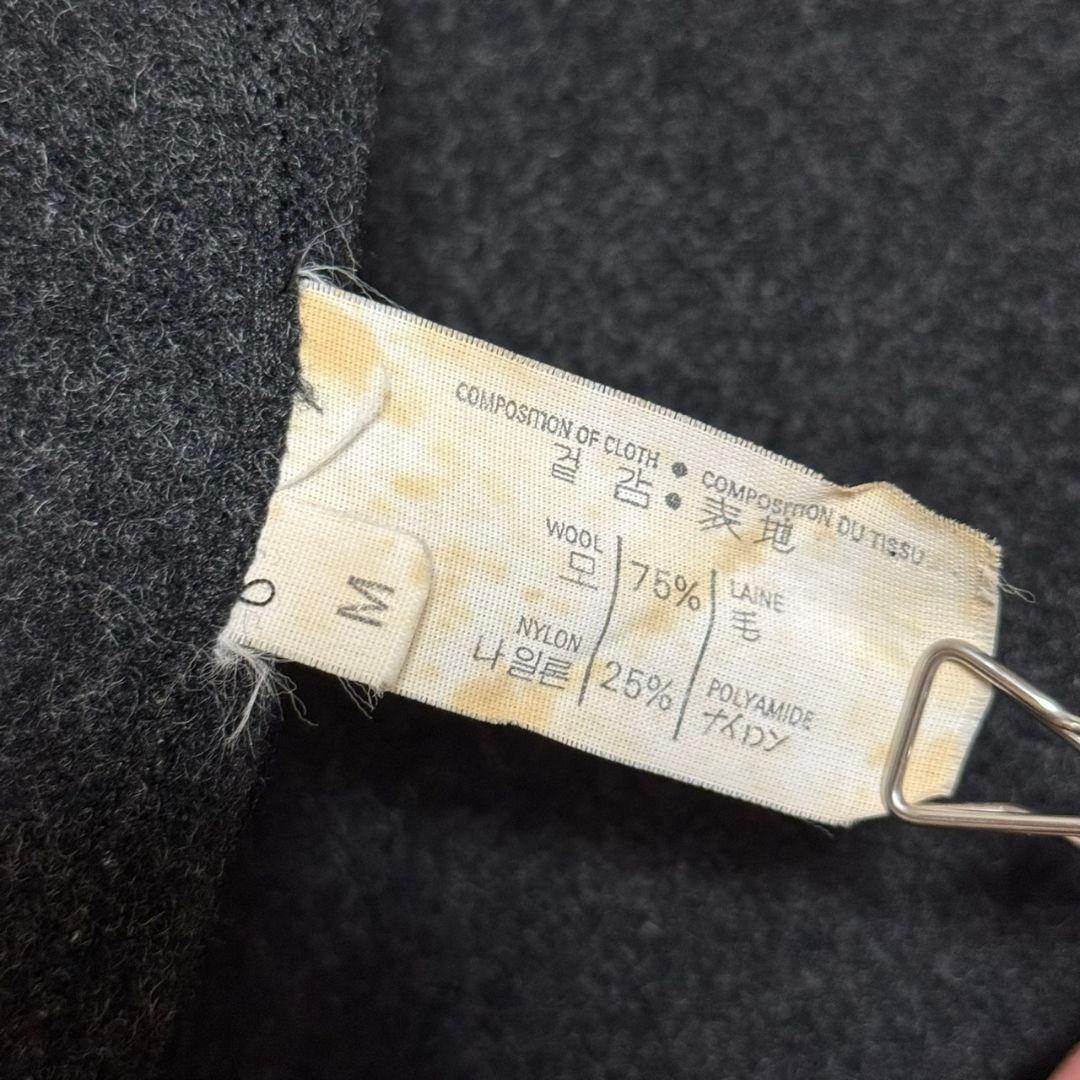 COMPOSITION OF CLOTH • COMPOSITION DU TISSU
겉 감 : 表 地
WOOL 75% LAINE
모 毛
NYLON 25% POLYAMIDE
나일론 ナイロン
M